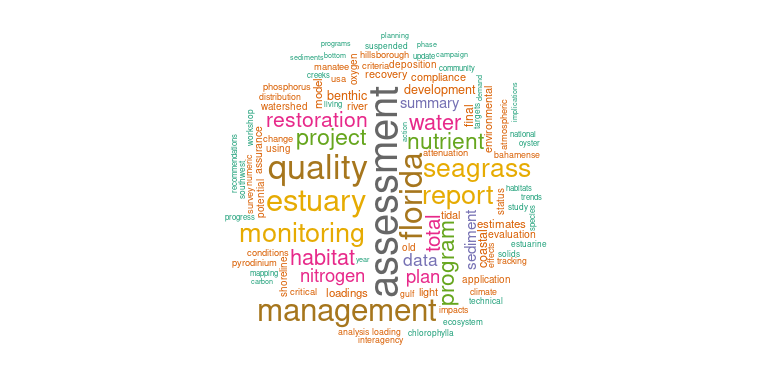 planning
programs
suspended
phase
sediments
bottom
hillsborough
update
campaign
manatee
oxygen
criteria
deposition
community
creeks
usa
recovery
compliance
phosphorus
model
development
demand
distribution
benthic
environmental
implications
watershed
living
river
summary
final
targets
atmospheric
workshop
restoration
assessment
water
action
national
change
project
nutrient
oyster
recommendations
assurance
using
attenuation
bahamense
southwest
numeric
quality
florida
seagrass
survey
potential
estuary
report
status
habitats
trends
study
progress
total
tidal
species
monitoring
program
sediment
estimates
coastal
evaluation
conditions
old
effects
estuarine
pyrodinium
habitat
year
data
solids
tracking
mapping
shoreline
nitrogen
plan
application
carbon
critical
loadings
gulf
light
climate
technical
management
impacts
ecosystem
analysis
loading
chlorophylla
interagency